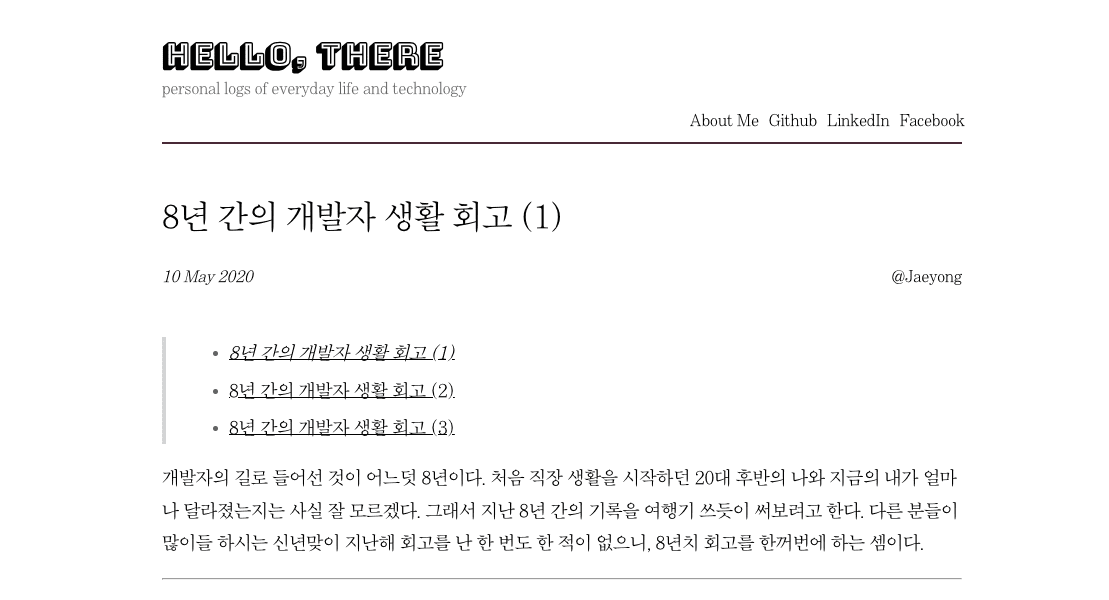 HELLO, THERE
personal logs of everyday life and technology
About Me Github LinkedIn Facebook
8년 간의 개발자 생활 회고 (1)
10 May 2020 @Jaeyong
8년 간의 개발자 생활 회고 (1)
8년 간의 개발자 생활 회고 (2)
8년 간의 개발자 생활 회고 (3)
개발자의 길로 들어선 것이 어느덧 8년이다. 처음 직장 생활을 시작하던 20대 후반의 나와 지금의 내가 얼마
나 달라졌는지는 사실 잘 모르겠다. 그래서 지난 8년 간의 기록을 여행기 쓰듯이 써보려고 한다. 다른 분들이
많이들 하시는 신년맞이 지난해 회고를 난 한 번도 한 적이 없으니, 8년치 회고를 한꺼번에 하는 셈이다.